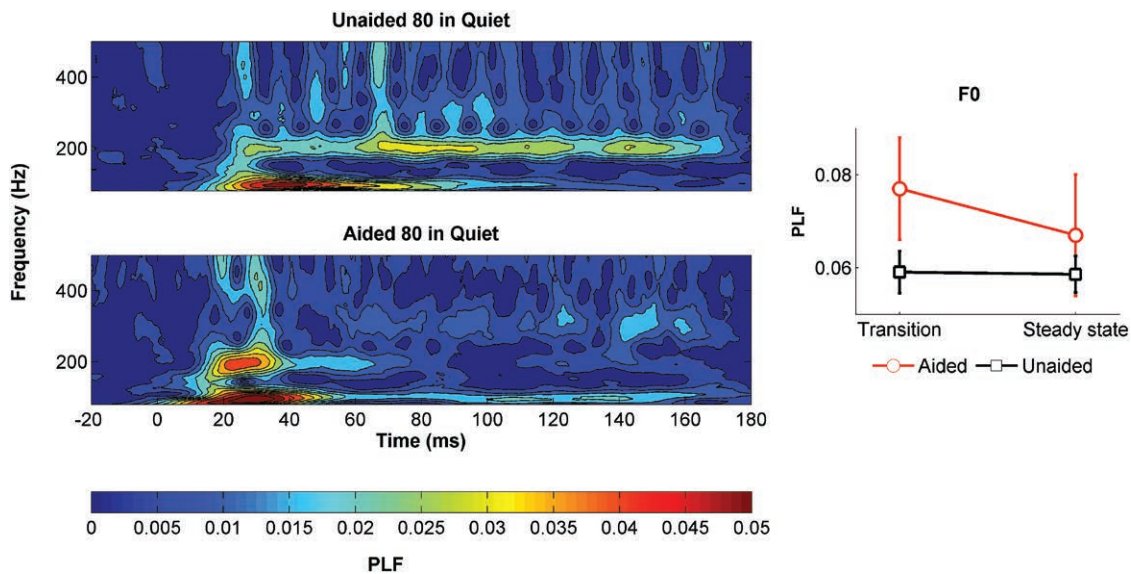 Unaided 80 in Quiet
400
200
Frequency (Hz)
Aided 80 in Quiet
400
200
-20 0 20 40 60 80 100 120 140 160 180
Time (ms)
0 0.005 0.01 0.015 0.02 0.025 0.03 0.035 0.04 0.045 0.05
PLF
F0
0.08
PLF
0.06
Transition Steady state
Aided Unaided